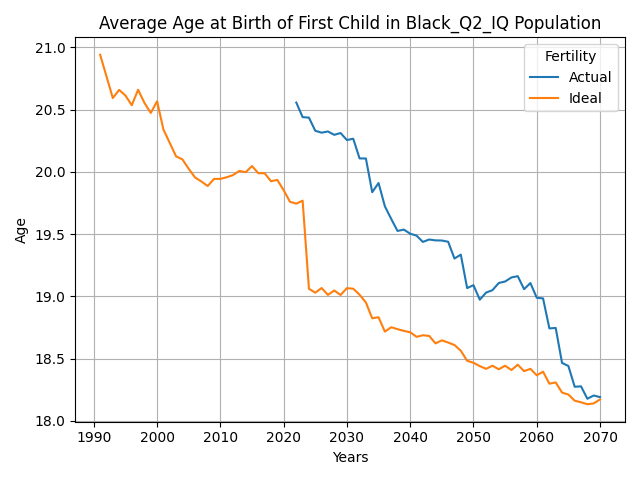 Average Age at Birth of First Child in Black_Q2_IQ Population
Fertility
Actual
Ideal
Age
21.0
20.5
20.0
19.5
19.0
18.5
18.0
1990 2000 2010 2020 2030 2040 2050 2060 2070
Years